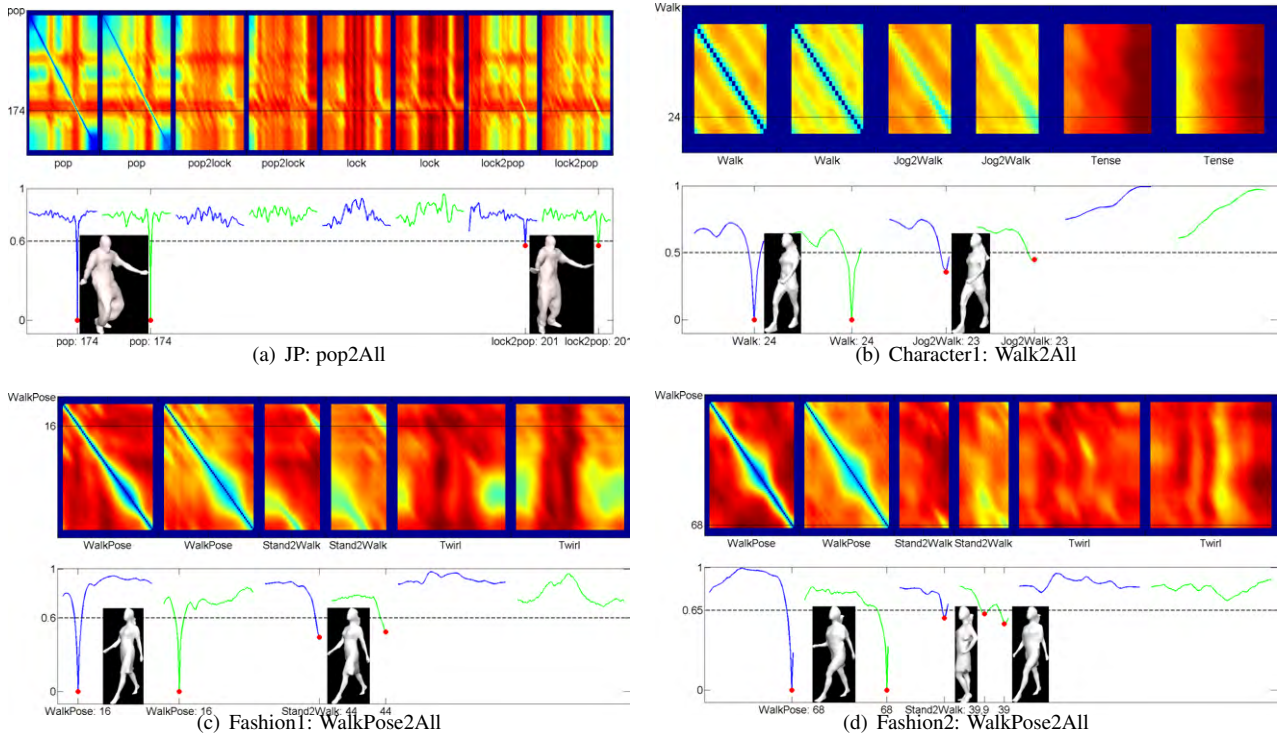 pop
174
pop pop pop2lock pop2lock lock lock lock2pop lock2pop
1
0.6
0
pop: 174 pop: 174 lock2pop: 201 lock2pop: 201
(a) JP: pop2All
Walk
24
Walk Walk Jog2Walk Jog2Walk Tense Tense
1
0.5
0
Walk: 24 Walk: 24 Jog2Walk: 23 Jog2Walk: 23
(b) Character1: Walk2All
WalkPose
16
WalkPose WalkPose Stand2Walk Stand2Walk Twirl Twirl
1
0.6
0
WalkPose: 16 WalkPose: 16 Stand2Walk: 44 44
(c) Fashion1: WalkPose2All
WalkPose
68
WalkPose WalkPose Stand2Walk Stand2Walk Twirl Twirl
1
0.65
0
WalkPose: 68 68 Stand2Walk: 39,9 39
(d) Fashion2: WalkPose2All